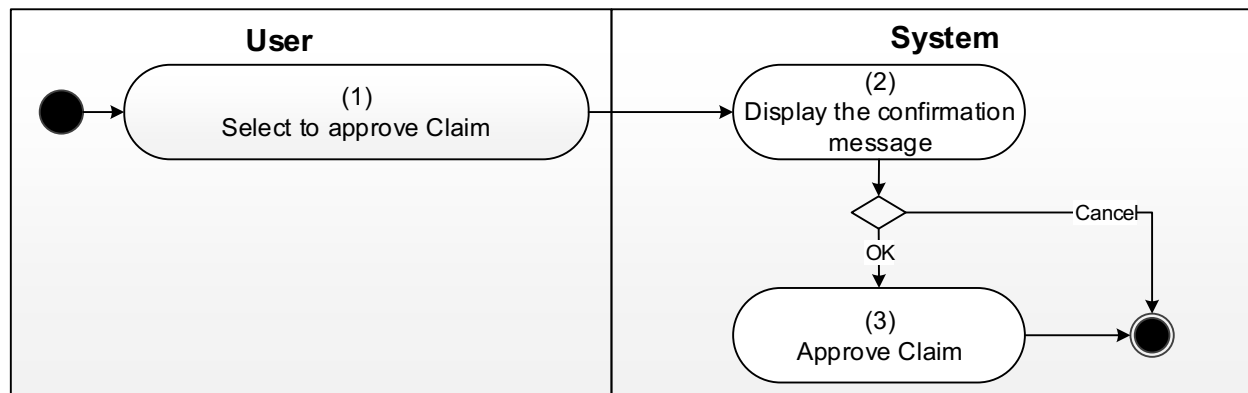 User
System
(1)
Select to approve Claim
(2)
Display the confirmation
message
Cancel
OK
(3)
Approve Claim